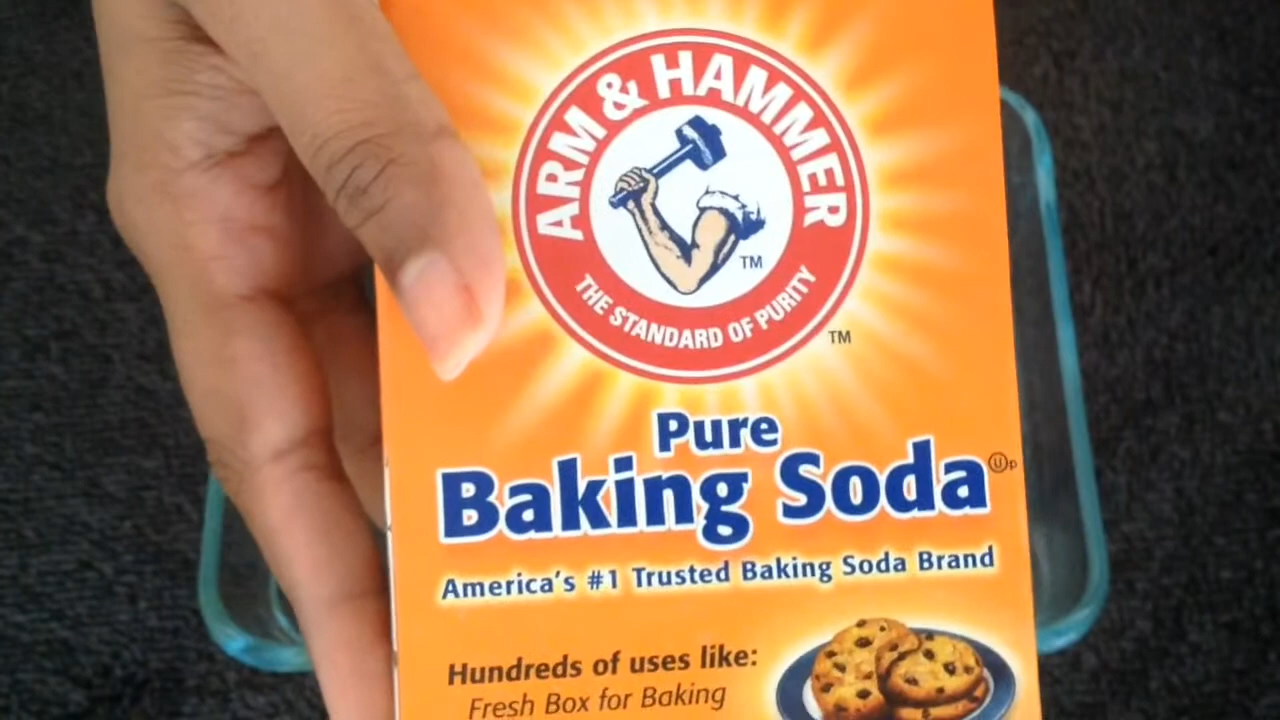 ARM & HAMMER
TM
THE STANDARD OF PURITY
TM
Pure
Baking Soda Ⓤp
America's #1 Trusted Baking Soda Brand
Hundreds of uses like:
Fresh Box for Baking